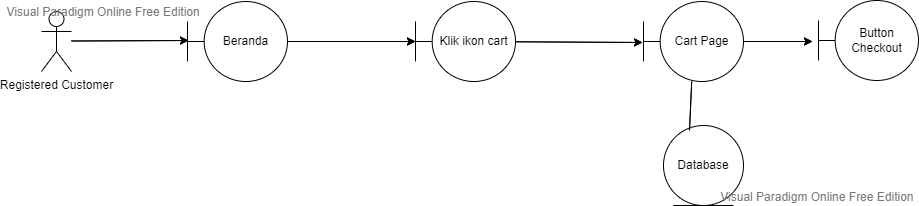 Visual Paradigm Online Free Edition
Registered Customer
Beranda
Klik ikon cart
Cart Page
Button
Checkout
Database
Visual Paradigm Online Free Edition